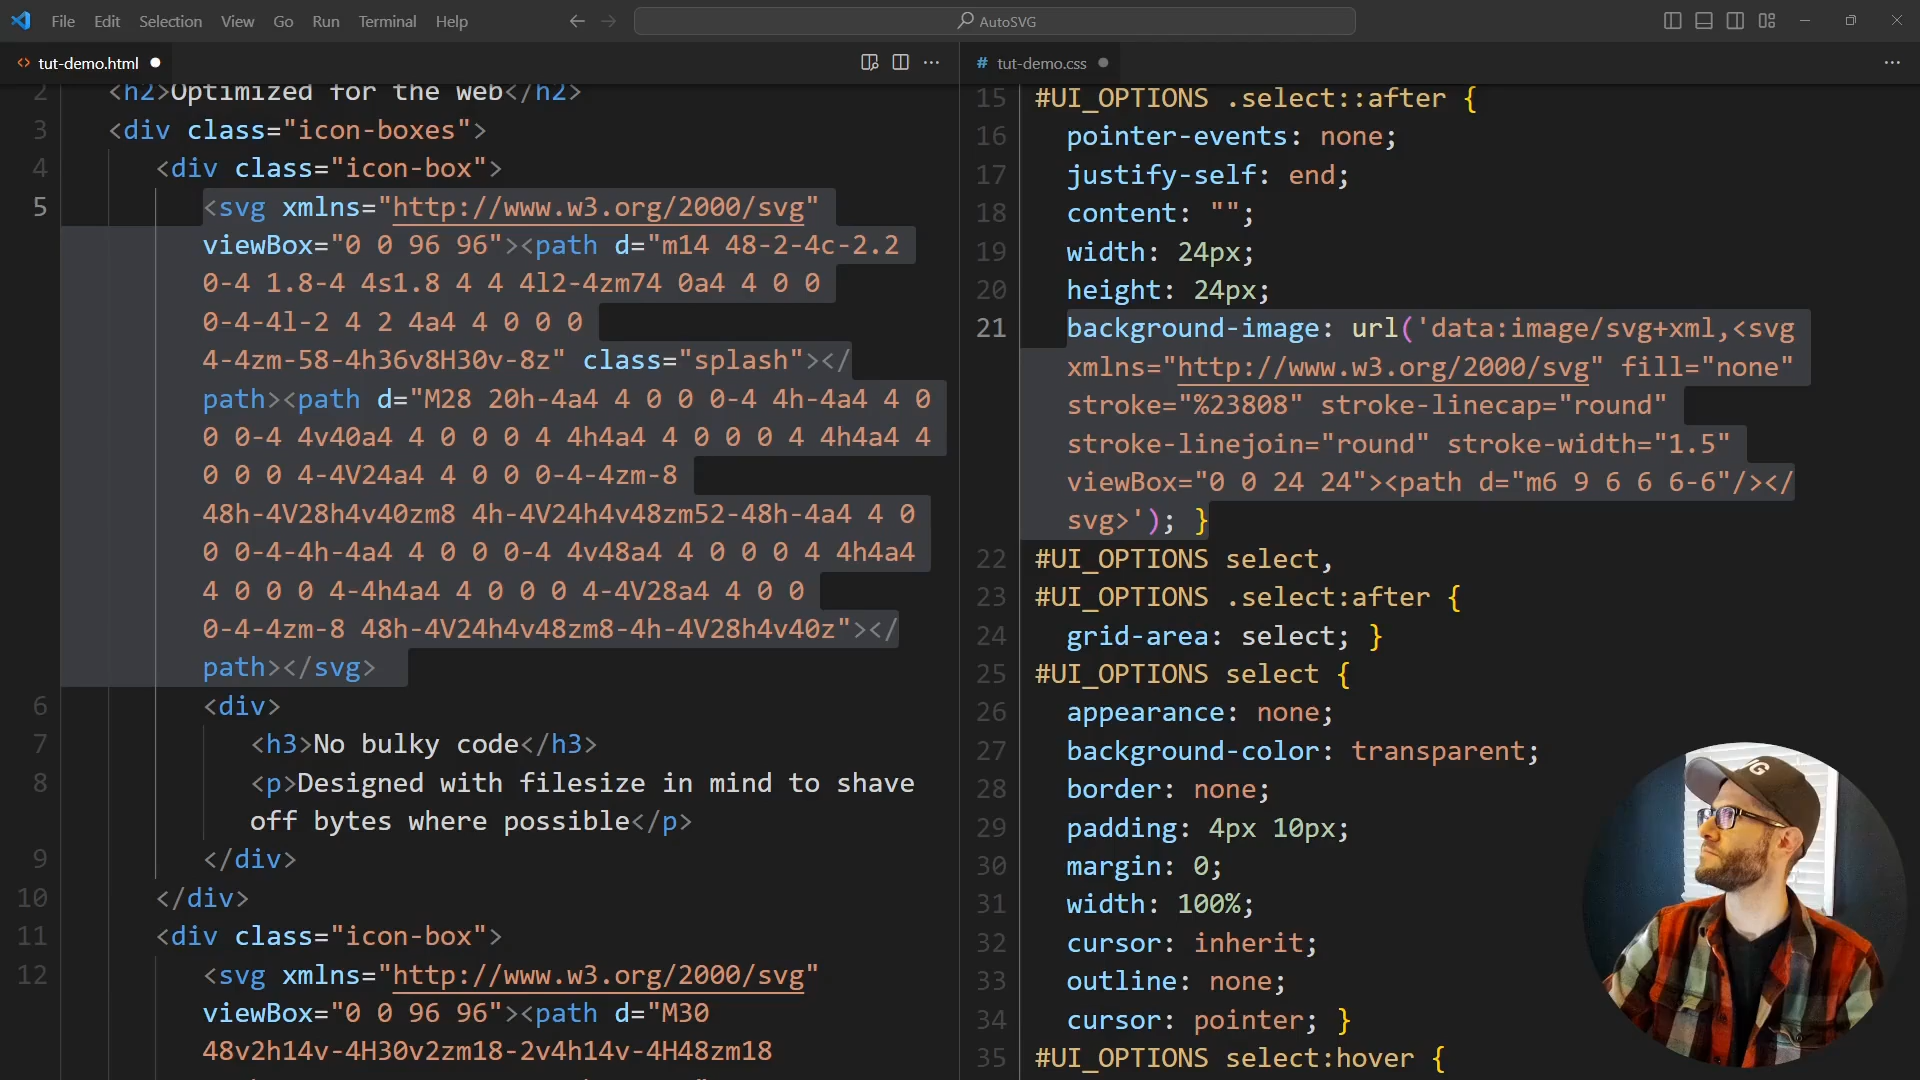 File Edit Selection View Go Run Terminal Help
AutoSVG
tut-demo.html
2 <h2>Optimized for the web</h2>
3 <div class="icon-boxes">
4 <div class="icon-box">
5 <svg xmlns="http://www.w3.org/2000/svg"
viewBox="0 0 96 96"><path d="m14 48-2-4c-2.2
0-4 1.8-4 4s1.8 4 4 4l2-4zm74 0a4 4 0 0
0-4-4l-2 4 2 4a4 4 0 0 0
4-4zm-58-4h36v8H30v-8z" class="splash"></
path><path d="M28 20h-4a4 4 0 0 0-4 4h-4a4 4 0
0 0-4 4v40a4 4 0 0 0 4 4h4a4 4 0 0 0 4 4h4a4 4
0 0 0 4-4V24a4 4 0 0 0-4-4zm-8
48h-4V28h4v40zm8 4h-4V24h4v48zm52-48h-4a4 4 0
0 0-4-4h-4a4 4 0 0 0-4 4v48a4 4 0 0 0 4 4h4a4
4 0 0 0 4-4h4a4 4 0 0 0 4-4V28a4 4 0 0
0-4-4zm-8 48h-4V24h4v48zm8-4h-4V28h4v40z"></
path></svg>
6 <div>
7 <h3>No bulky code</h3>
8 <p>Designed with filesize in mind to shave
off bytes where possible</p>
9 </div>
10 </div>
11 <div class="icon-box">
12 <svg xmlns="http://www.w3.org/2000/svg"
viewBox="0 0 96 96"><path d="M30
48v2h14v-4H30v2zm18-2v4h14v-4H48zm18
# tut-demo.css
15 #UI_OPTIONS .select::after {
16 pointer-events: none;
17 justify-self: end;
18 content: "";
19 width: 24px;
20 height: 24px;
21 background-image: url('data:image/svg+xml,<svg
xmlns="http://www.w3.org/2000/svg" fill="none"
stroke="%23808" stroke-linecap="round"
stroke-linejoin="round" stroke-width="1.5"
viewBox="0 0 24 24"><path d="m6 9 6 6 6-6"/></
svg>'); }
22 #UI_OPTIONS select,
23 #UI_OPTIONS .select:after {
24 grid-area: select; }
25 #UI_OPTIONS select {
26 appearance: none;
27 background-color: transparent;
28 border: none;
29 padding: 4px 10px;
30 margin: 0;
31 width: 100%;
32 cursor: inherit;
33 outline: none;
34 cursor: pointer; }
35 #UI_OPTIONS select:hover {